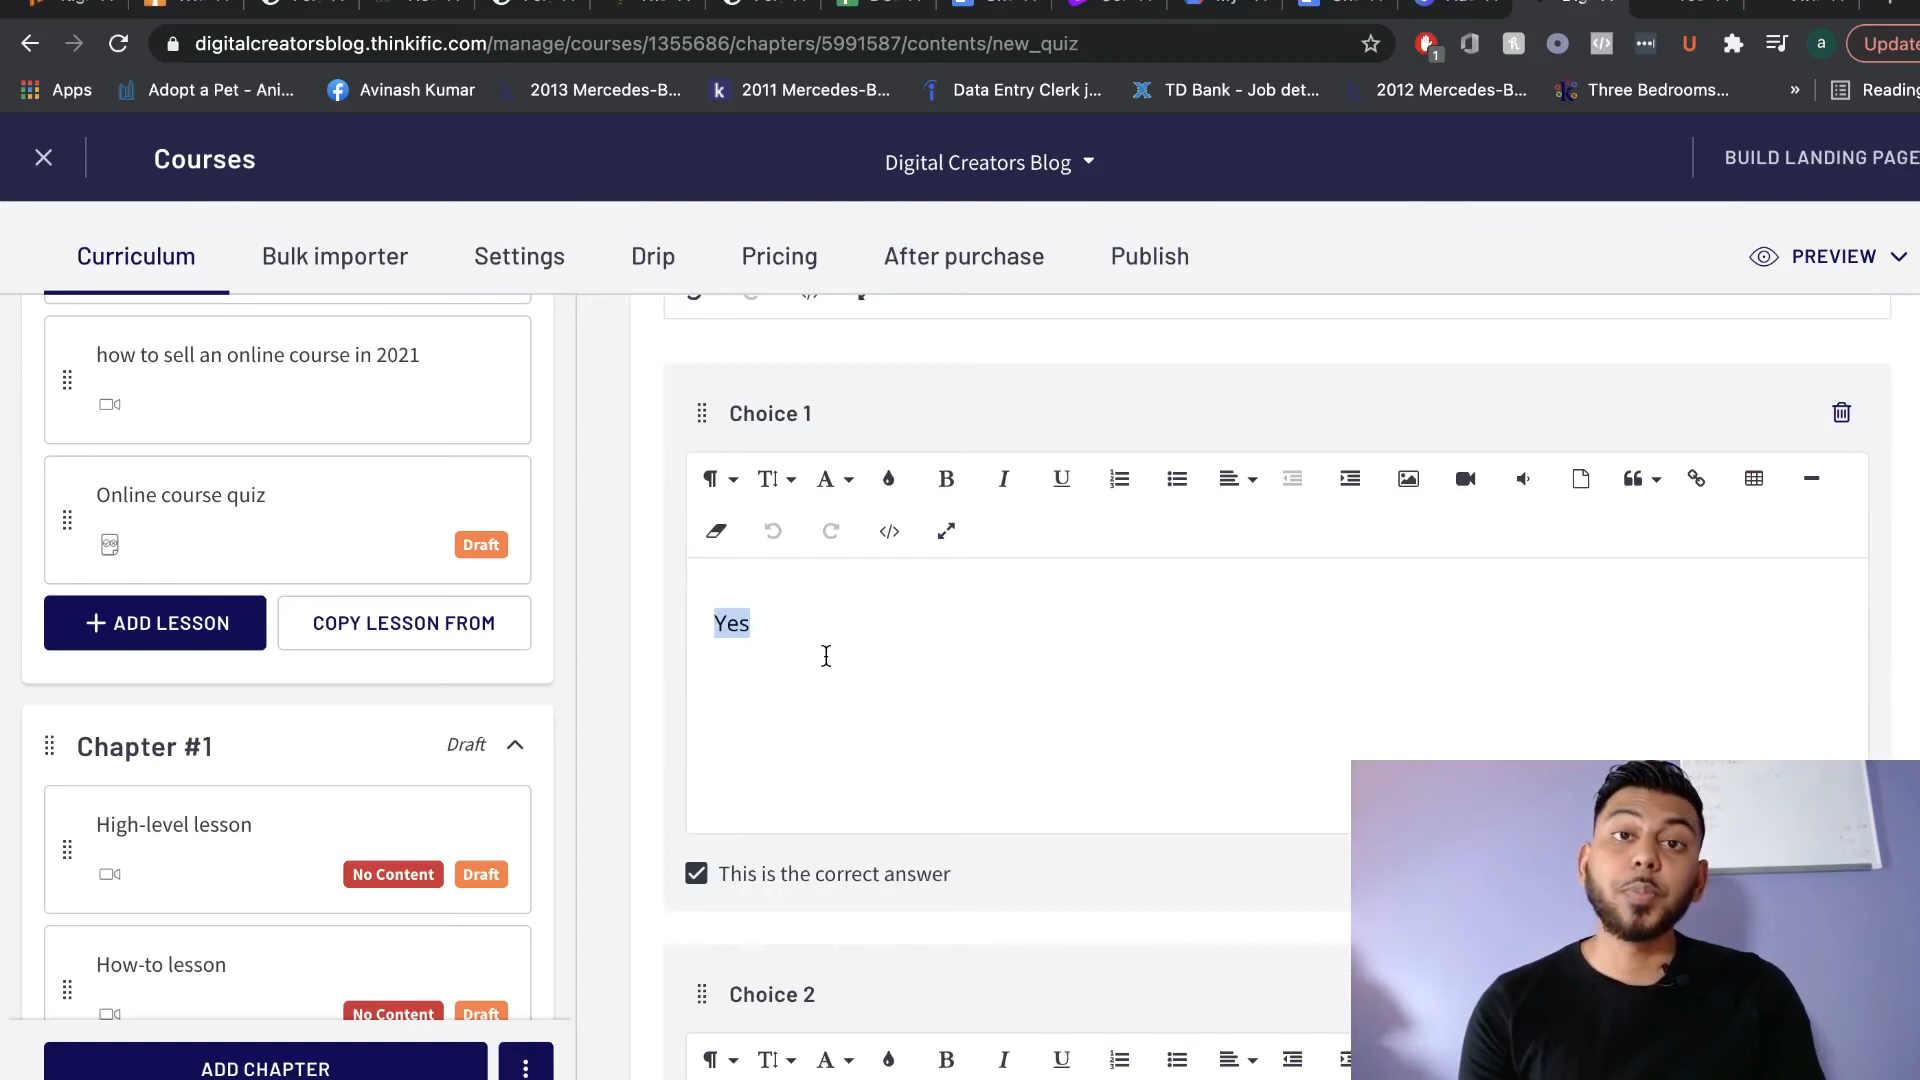 digitalcreatorsblog.thinkific.com/manage/courses/1355686/chapters/5991587/contents/new_quiz
1
a
Update
Apps
Adopt a Pet - Ani...
Avinash Kumar
2013 Mercedes-B...
2011 Mercedes-B...
Data Entry Clerk j...
TD Bank - Job det...
2012 Mercedes-B...
Three Bedrooms...
»
Reading
Courses
Digital Creators Blog
BUILD LANDING PAGE
Curriculum
Bulk importer
Settings
Drip
Pricing
After purchase
Publish
PREVIEW
how to sell an online course in 2021
Online course quiz
Draft
+ ADD LESSON
COPY LESSON FROM
Chapter #1
Draft
High-level lesson
No Content
Draft
How-to lesson
No Content
Draft
ADD CHAPTER
Choice 1
Yes
This is the correct answer
Choice 2